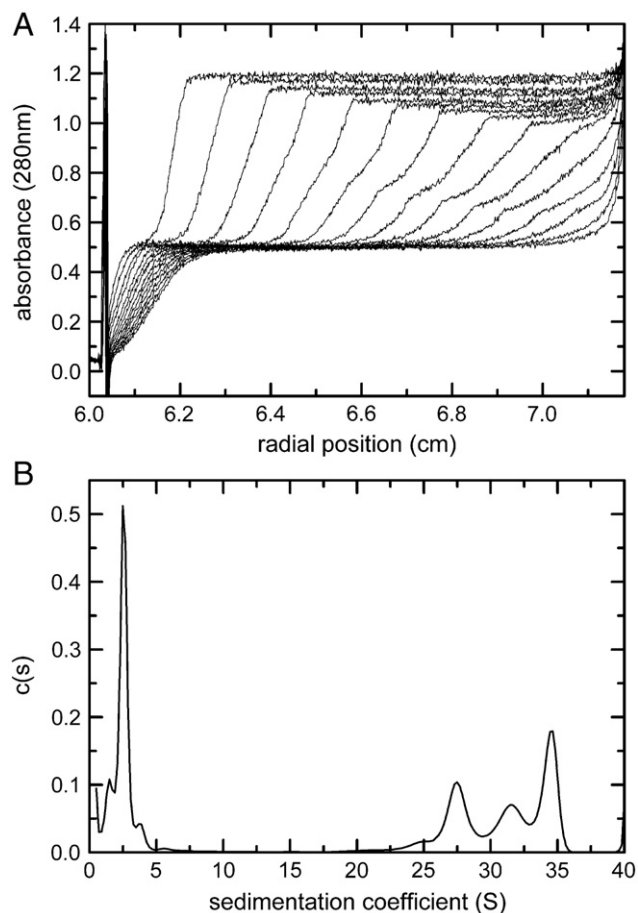 A
absorbance (280nm)
1.4
1.2
1.0
0.8
0.6
0.4
0.2
0.0
6.0 6.2 6.4 6.6 6.8 7.0
radial position (cm)
B
c(s)
0.5
0.4
0.3
0.2
0.1
0.0
0 5 10 15 20 25 30 35 40
sedimentation coefficient (S)